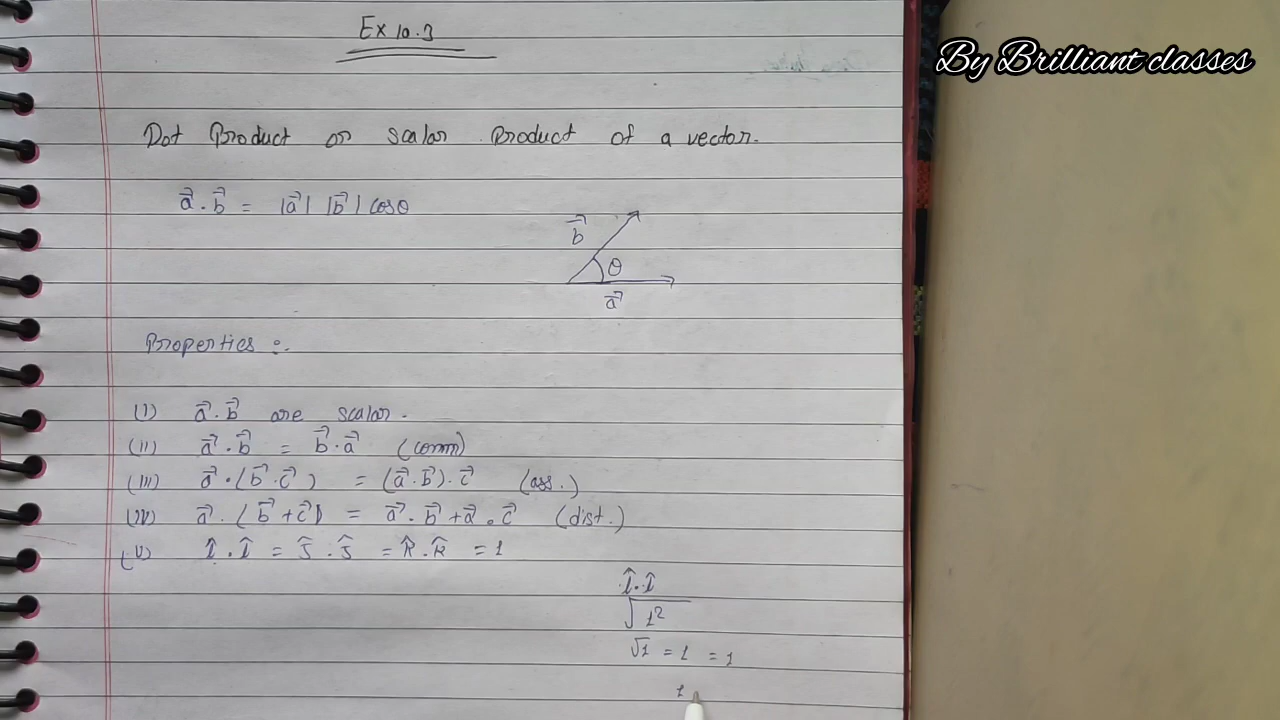 Ex 10.3
By Brilliant classes
Dot Product or scalar Product of a vector.
a⃗ . b⃗ = |a⃗| |b⃗| cosθ
b⃗
θ
a⃗
Properties :-
(I) a⃗ . b⃗ are scalar.
(II) a⃗ . b⃗ = b⃗ . a⃗ (comm)
(III) a⃗ . (b⃗ . c⃗) = (a⃗ . b⃗) . c⃗ (ass.)
(IV) a⃗ . (b⃗ + c⃗) = a⃗ . b⃗ + a⃗ . c⃗ (dist.)
(V) î . î = ĵ . ĵ = k̂ . k̂ = 1
î . î
√1²
√1 = 1 = 1
1